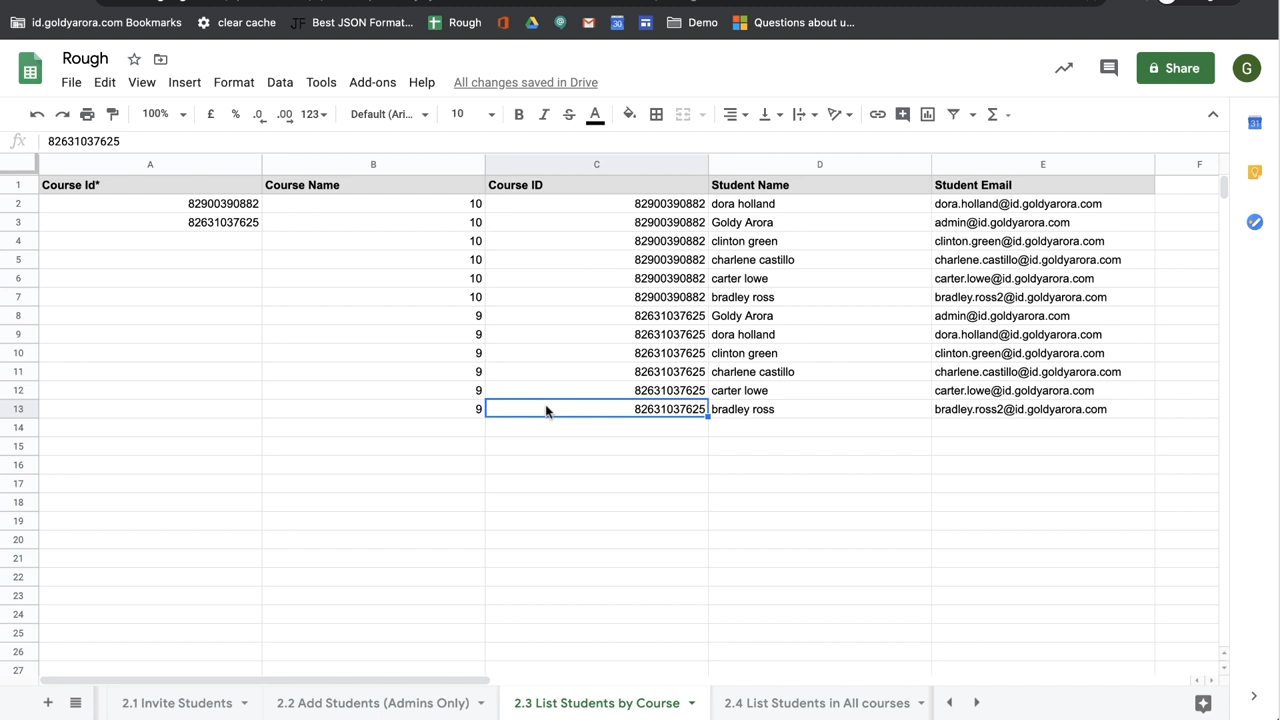 id.goldyarora.com Bookmarks clear cache JF Best JSON Format... Rough Demo Questions about u...
Rough
File Edit View Insert Format Data Tools Add-ons Help All changes saved in Drive
Share G
100% £ % .0 .00 123 Default (Ari... 10 B I S A Σ
fx 82631037625
A B C D E F
1 Course Id* Course Name Course ID Student Name Student Email
2 82900390882 10 82900390882 dora holland dora.holland@id.goldyarora.com
3 82631037625 10 82900390882 Goldy Arora admin@id.goldyarora.com
4 10 82900390882 clinton green clinton.green@id.goldyarora.com
5 10 82900390882 charlene castillo charlene.castillo@id.goldyarora.com
6 10 82900390882 carter lowe carter.lowe@id.goldyarora.com
7 10 82900390882 bradley ross bradley.ross2@id.goldyarora.com
8 9 82631037625 Goldy Arora admin@id.goldyarora.com
9 9 82631037625 dora holland dora.holland@id.goldyarora.com
10 9 82631037625 clinton green clinton.green@id.goldyarora.com
11 9 82631037625 charlene castillo charlene.castillo@id.goldyarora.com
12 9 82631037625 carter lowe carter.lowe@id.goldyarora.com
13 9 82631037625 bradley ross bradley.ross2@id.goldyarora.com
14
15
16
17
18
19
20
21
22
23
24
25
26
27
2.1 Invite Students 2.2 Add Students (Admins Only) 2.3 List Students by Course 2.4 List Students in All courses